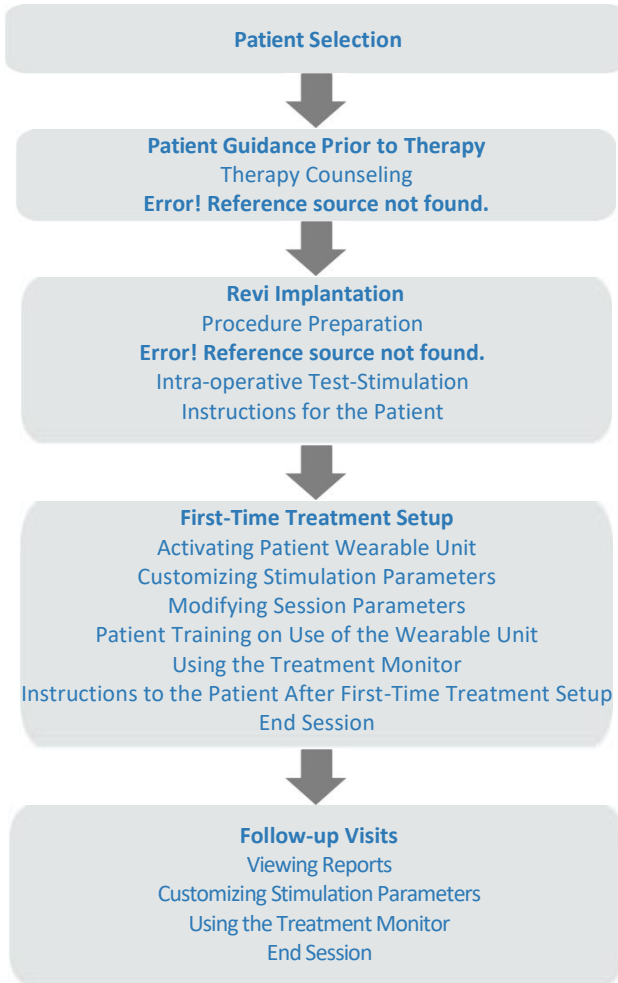 Patient Selection
Patient Guidance Prior to Therapy
Therapy Counseling
Error! Reference source not found.
Revi Implantation
Procedure Preparation
Error! Reference source not found.
Intra-operative Test-Stimulation
Instructions for the Patient
First-Time Treatment Setup
Activating Patient Wearable Unit
Customizing Stimulation Parameters
Modifying Session Parameters
Patient Training on Use of the Wearable Unit
Using the Treatment Monitor
Instructions to the Patient After First-Time Treatment Setup
End Session
Follow-up Visits
Viewing Reports
Customizing Stimulation Parameters
Using the Treatment Monitor
End Session